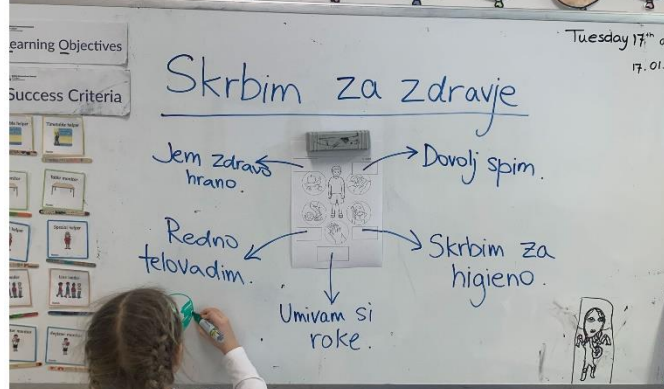 earning Objectives
Success Criteria
Tuesday 17th
17.01.
Skrbim za zdravje
Jem zdravo
hrano.
Dovolj spim.
Redno
telovadim.
Skrbim za
higieno.
Umivam si
roke.